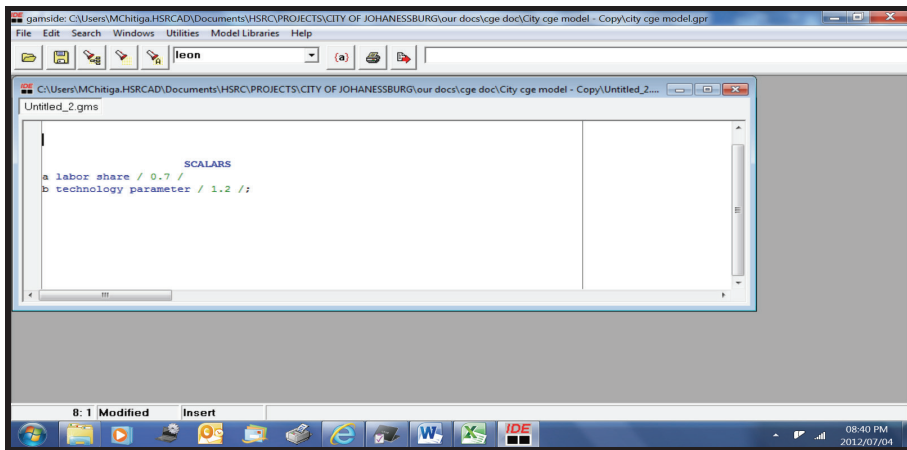 IDE gamside: C:\Users\MChitiga.HSRCAD\Documents\HSRC\PROJECTS\CITY OF JOHANESSBURG\our docs\cge doc\City cge model - Copy\city cge model.gpr
File Edit Search Windows Utilities Model Libraries Help
leon
(a)
IDE C:\Users\MChitiga.HSRCAD\Documents\HSRC\PROJECTS\CITY OF JOHANESSBURG\our docs\cge doc\City cge model - Copy\Untitled_2....
Untitled_2.gms
SCALARS
a labor share / 0.7 /
b technology parameter / 1.2 /;
8: 1 Modified Insert
IDE
08:40 PM
2012/07/04